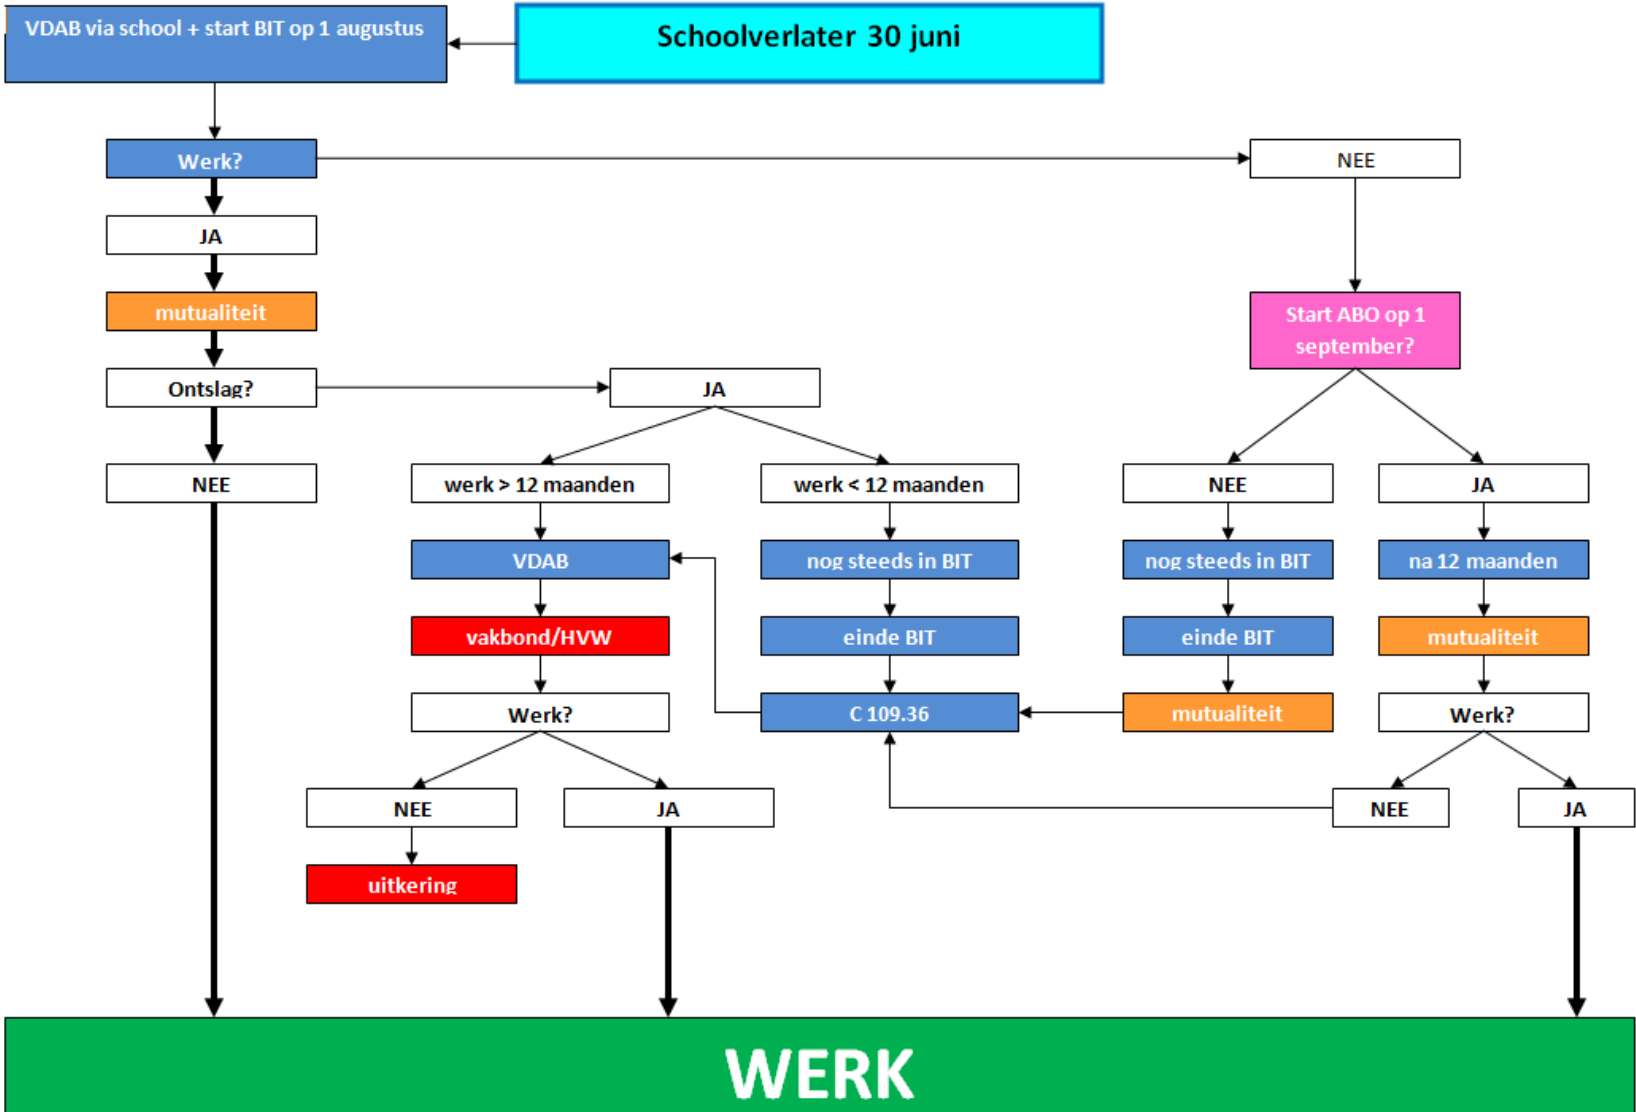 VDAB via school + start BIT op 1 augustus
Schoolverlater 30 juni
Werk?
NEE
JA
mutualiteit
Start ABO op 1
september?
Ontslag?
JA
NEE
werk > 12 maanden
werk < 12 maanden
NEE
JA
VDAB
nog steeds in BIT
nog steeds in BIT
na 12 maanden
vakbond/HVW
einde BIT
einde BIT
mutualiteit
Werk?
C 109.36
mutualiteit
Werk?
NEE
JA
NEE
JA
uitkering
WERK